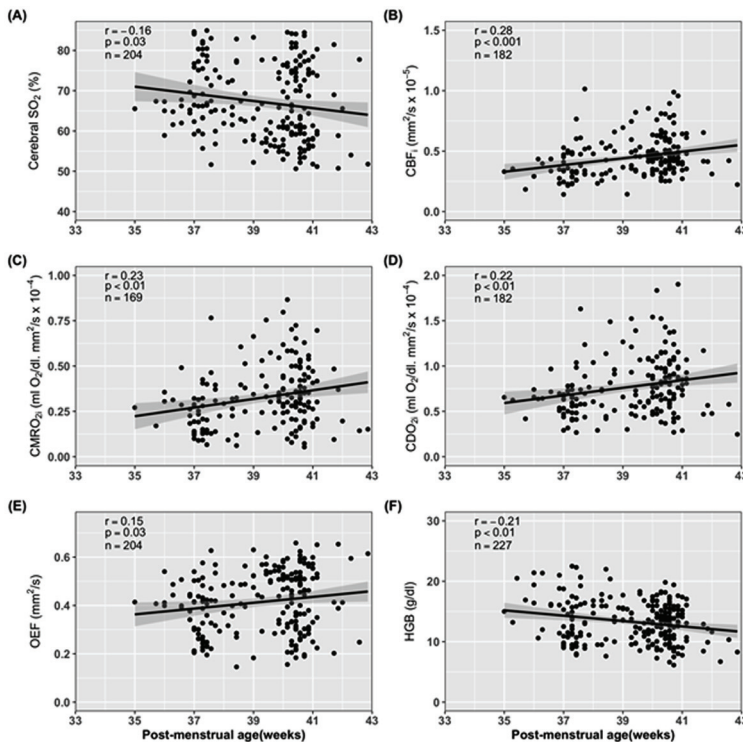 (A)
r = − 0.16
p = 0.03
n = 204
Cerebral SO2 (%)
80
70
60
50
40
33 35 37 39 41 43
(B)
r = 0.28
p < 0.001
n = 182
CBFi (mm2/s x 10−5)
1.5
1.0
0.5
0.0
33 35 37 39 41 43
(C)
r = 0.23
p < 0.01
n = 169
CMRO2i (ml O2/dl. mm2/s x 10−4)
1.00
0.75
0.50
0.25
0.00
33 35 37 39 41 43
(D)
r = 0.22
p < 0.01
n = 182
CDO2i (ml O2/dl. mm2/s x 10−4)
2.0
1.5
1.0
0.5
0.0
33 35 37 39 41 43
(E)
r = 0.15
p = 0.03
n = 204
OEF (mm2/s)
0.6
0.4
0.2
0.0
33 35 37 39 41 43
Post-menstrual age(weeks)
(F)
r = − 0.21
p < 0.01
n = 227
HGB (g/dl)
30
20
10
0
33 35 37 39 41 43
Post-menstrual age(weeks)